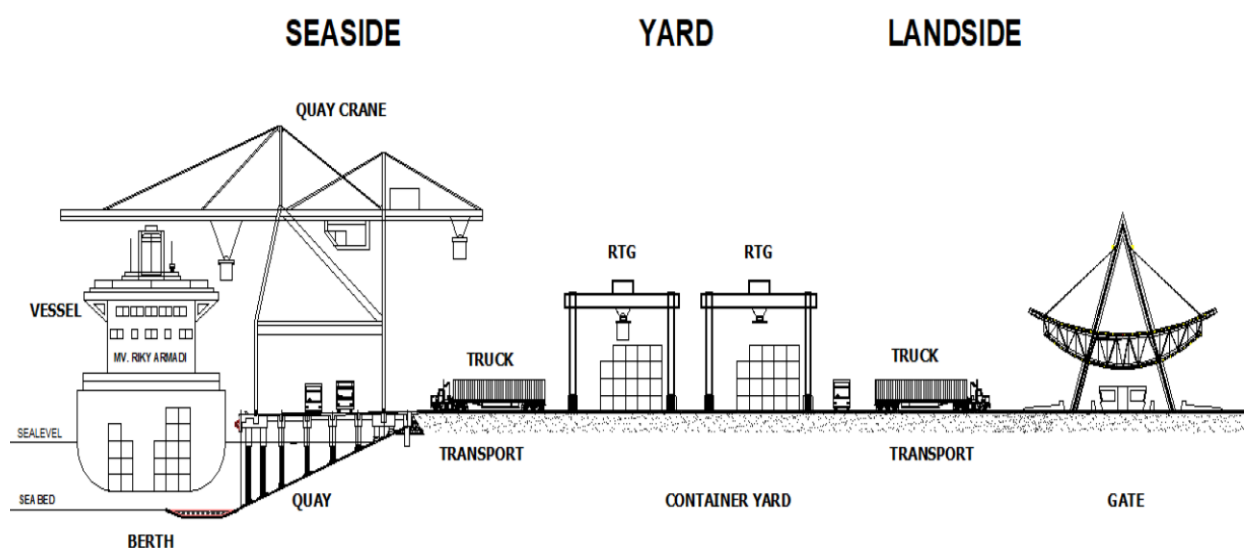 SEASIDE
YARD
LANDSIDE
QUAY CRANE
RTG
RTG
VESSEL
MV. RIKY ARMADI
TRUCK
TRUCK
SEALEVEL
TRANSPORT
TRANSPORT
SEA BED
QUAY
CONTAINER YARD
GATE
BERTH